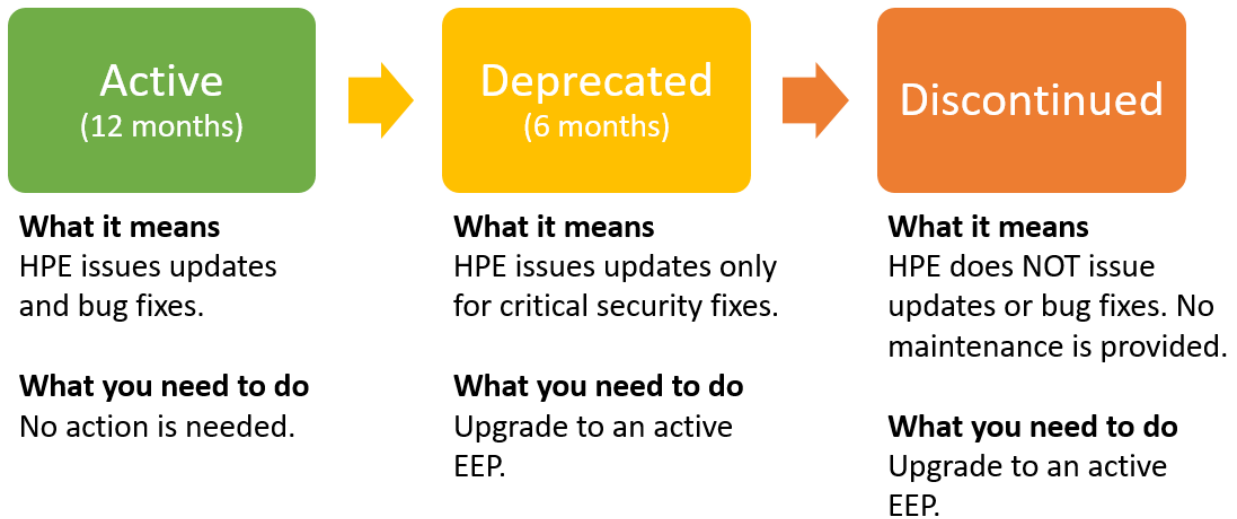 Active
(12 months)
What it means
HPE issues updates
and bug fixes.
What you need to do
No action is needed.
Deprecated
(6 months)
What it means
HPE issues updates only
for critical security fixes.
What you need to do
Upgrade to an active
EEP.
Discontinued
What it means
HPE does NOT issue
updates or bug fixes. No
maintenance is provided.
What you need to do
Upgrade to an active
EEP.